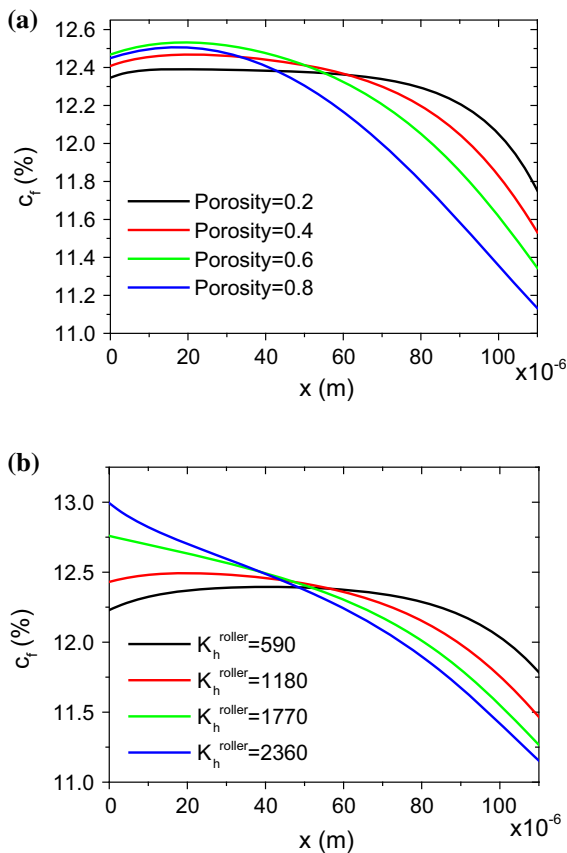 (a)
12.6
12.4
12.2
12.0
11.8
11.6
11.4
11.2
11.0
c_f (%)
Porosity=0.2
Porosity=0.4
Porosity=0.6
Porosity=0.8
0 20 40 60 80 100
x10^-6
x (m)
(b)
13.0
12.5
12.0
11.5
11.0
c_f (%)
K_h^roller=590
K_h^roller=1180
K_h^roller=1770
K_h^roller=2360
0 20 40 60 80 100
x10^-6
x (m)